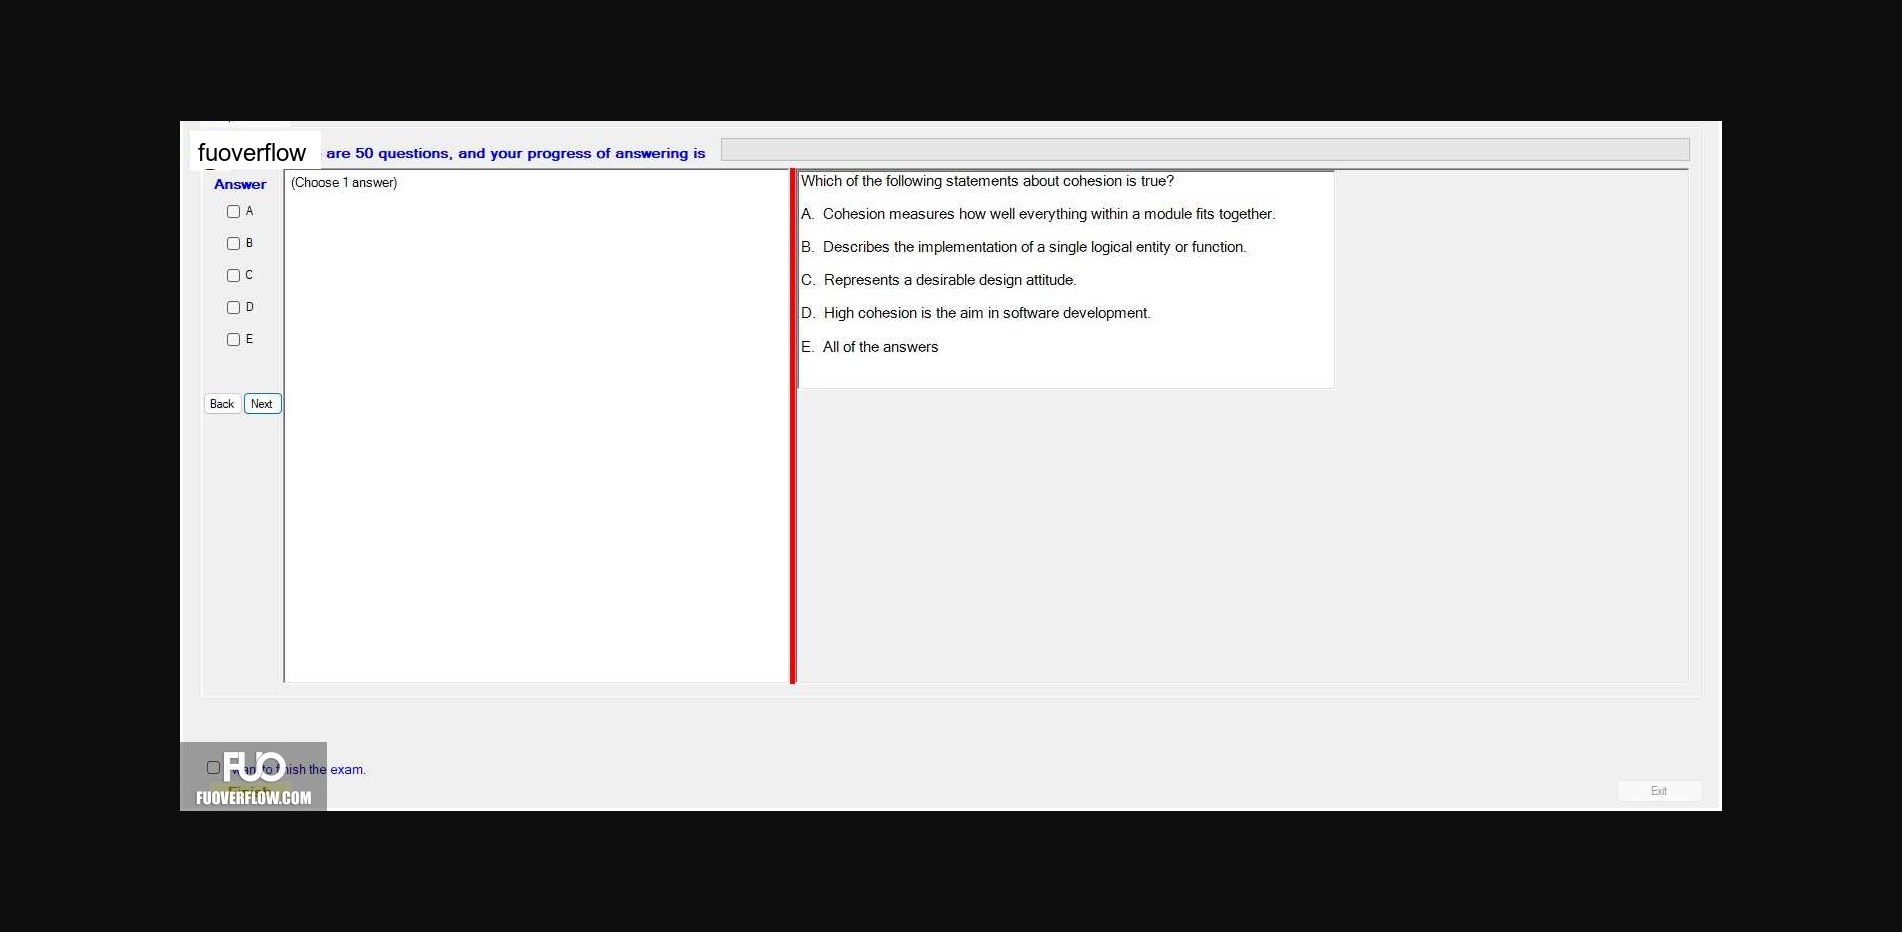 fuoverflow are 50 questions, and your progress of answering is
Answer
(Choose 1 answer)
A
B
C
D
E
Back Next
Which of the following statements about cohesion is true?
A. Cohesion measures how well everything within a module fits together.
B. Describes the implementation of a single logical entity or function.
C. Represents a desirable design attitude.
D. High cohesion is the aim in software development.
E. All of the answers
want to finish the exam.
Finish
FUO
FUOVERFLOW.COM
Exit